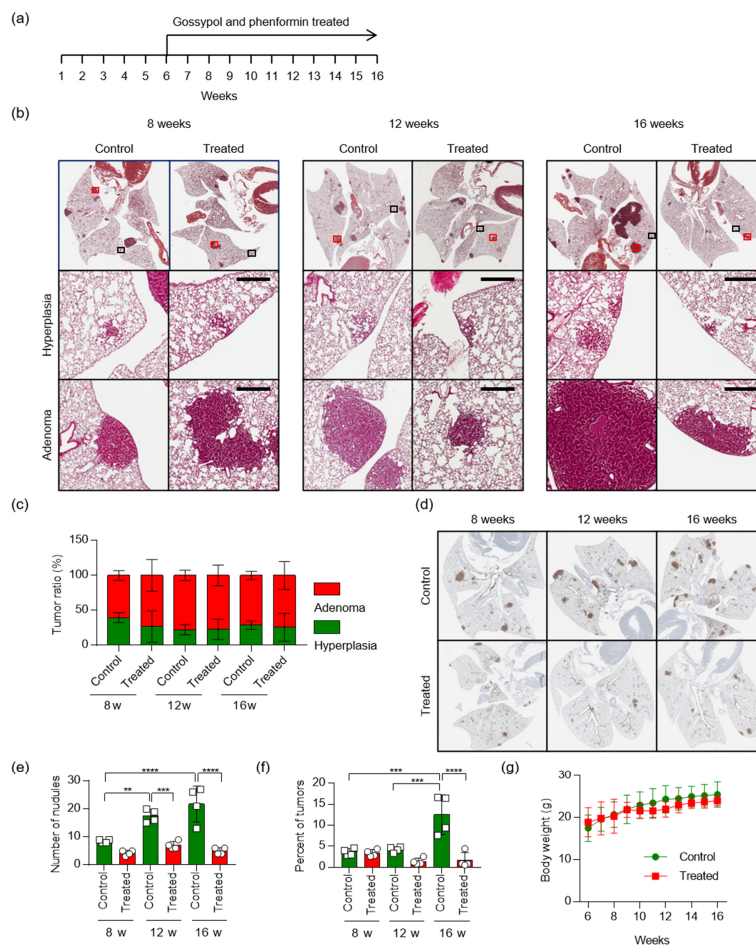 (a)
Gossypol and phenformin treated
1 2 3 4 5 6 7 8 9 10 11 12 13 14 15 16
Weeks
(b)
8 weeks 12 weeks 16 weeks
Control Treated Control Treated Control Treated
Hyperplasia
Adenoma
(c)
Tumor ratio (%)
150
100
50
0
Adenoma
Hyperplasia
Control Treated Control Treated Control Treated
8 w 12w 16w
(d)
8 weeks 12 weeks 16 weeks
Control
Treated
(e)
Number of nudules
30
20
10
0
****
** *** ****
Control Treated Control Treated Control Treated
8 w 12 w 16 w
(f)
Percent of tumors
20
15
10
5
0
*** ****
***
Control Treated Control Treated Control Treated
8 w 12 w 16 w
(g)
Body weight (g)
30
20
10
0
Control
Treated
6 8 10 12 14 16
Weeks